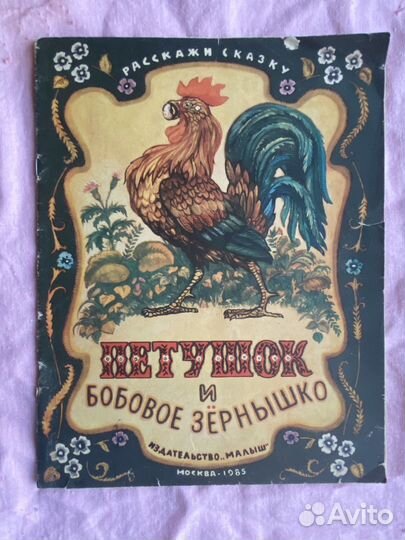 РАССКАЖИ СКАЗКУ
ПЕТУШОК
И
БОБОВОЕ ЗЁРНЫШКО
ИЗДАТЕЛЬСТВО „МАЛЫШ"
МОСКВА·1985
Avito